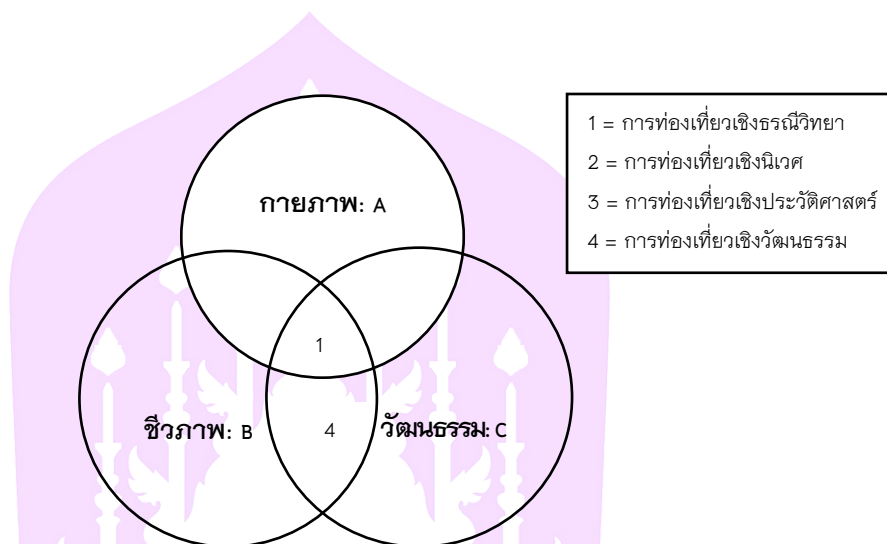 1 = การท่องเที่ยวเชิงธรณีวิทยา
2 = การท่องเที่ยวเชิงนิเวศ
3 = การท่องเที่ยวเชิงประวัติศาสตร์
4 = การท่องเที่ยวเชิงวัฒนธรรม
กายภาพ: A
1
ชีวภาพ: B
4
วัฒนธรรม: C